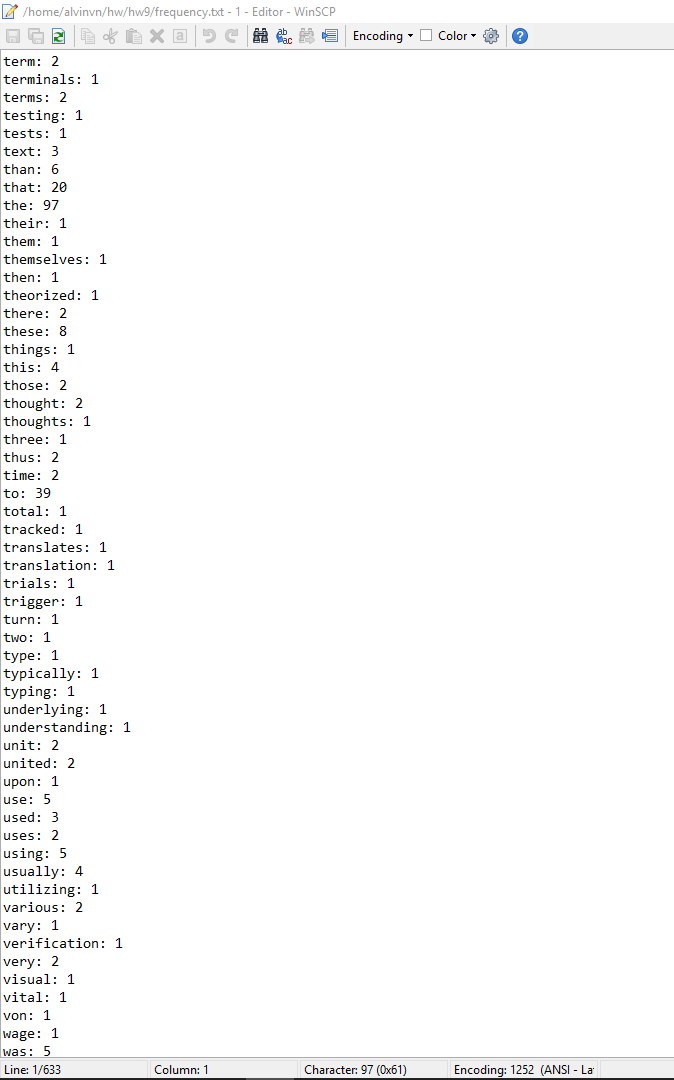 /home/alvinvn/hw/hw9/frequency.txt - 1 - Editor - WinSCP
Encoding Color
term: 2
terminals: 1
terms: 2
testing: 1
tests: 1
text: 3
than: 6
that: 20
the: 97
their: 1
them: 1
themselves: 1
then: 1
theorized: 1
there: 2
these: 8
things: 1
this: 4
those: 2
thought: 2
thoughts: 1
three: 1
thus: 2
time: 2
to: 39
total: 1
tracked: 1
translates: 1
translation: 1
trials: 1
trigger: 1
turn: 1
two: 1
type: 1
typically: 1
typing: 1
underlying: 1
understanding: 1
unit: 2
united: 2
upon: 1
use: 5
used: 3
uses: 2
using: 5
usually: 4
utilizing: 1
various: 2
vary: 1
verification: 1
very: 2
visual: 1
vital: 1
von: 1
wage: 1
was: 5
Line: 1/633 Column: 1 Character: 97 (0x61) Encoding: 1252 (ANSI - La